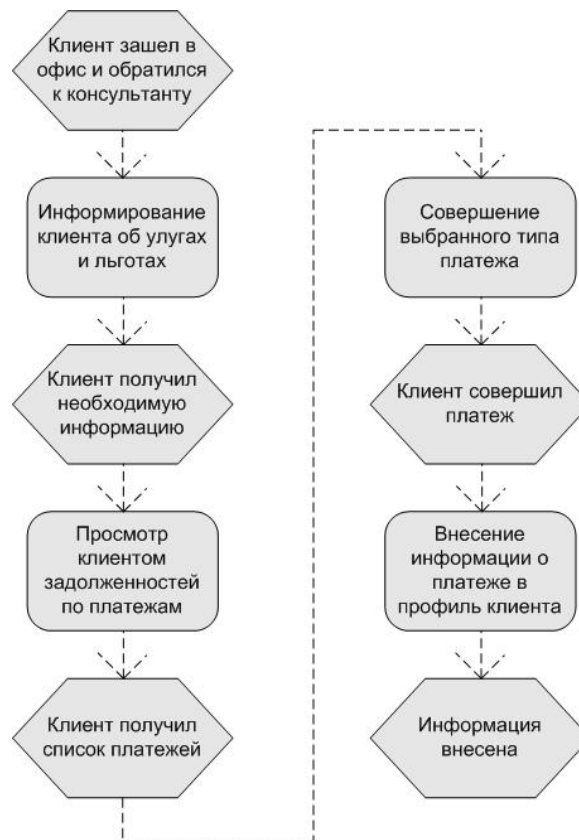 Клиент зашел в
офис и обратился
к консультанту
Информирование
клиента об улугах
и льготах
Клиент получил
необходимую
информацию
Просмотр
клиентом
задолженностей
по платежам
Клиент получил
список платежей
Совершение
выбранного типа
платежа
Клиент совершил
платеж
Внесение
информации о
платеже в
профиль клиента
Информация
внесена